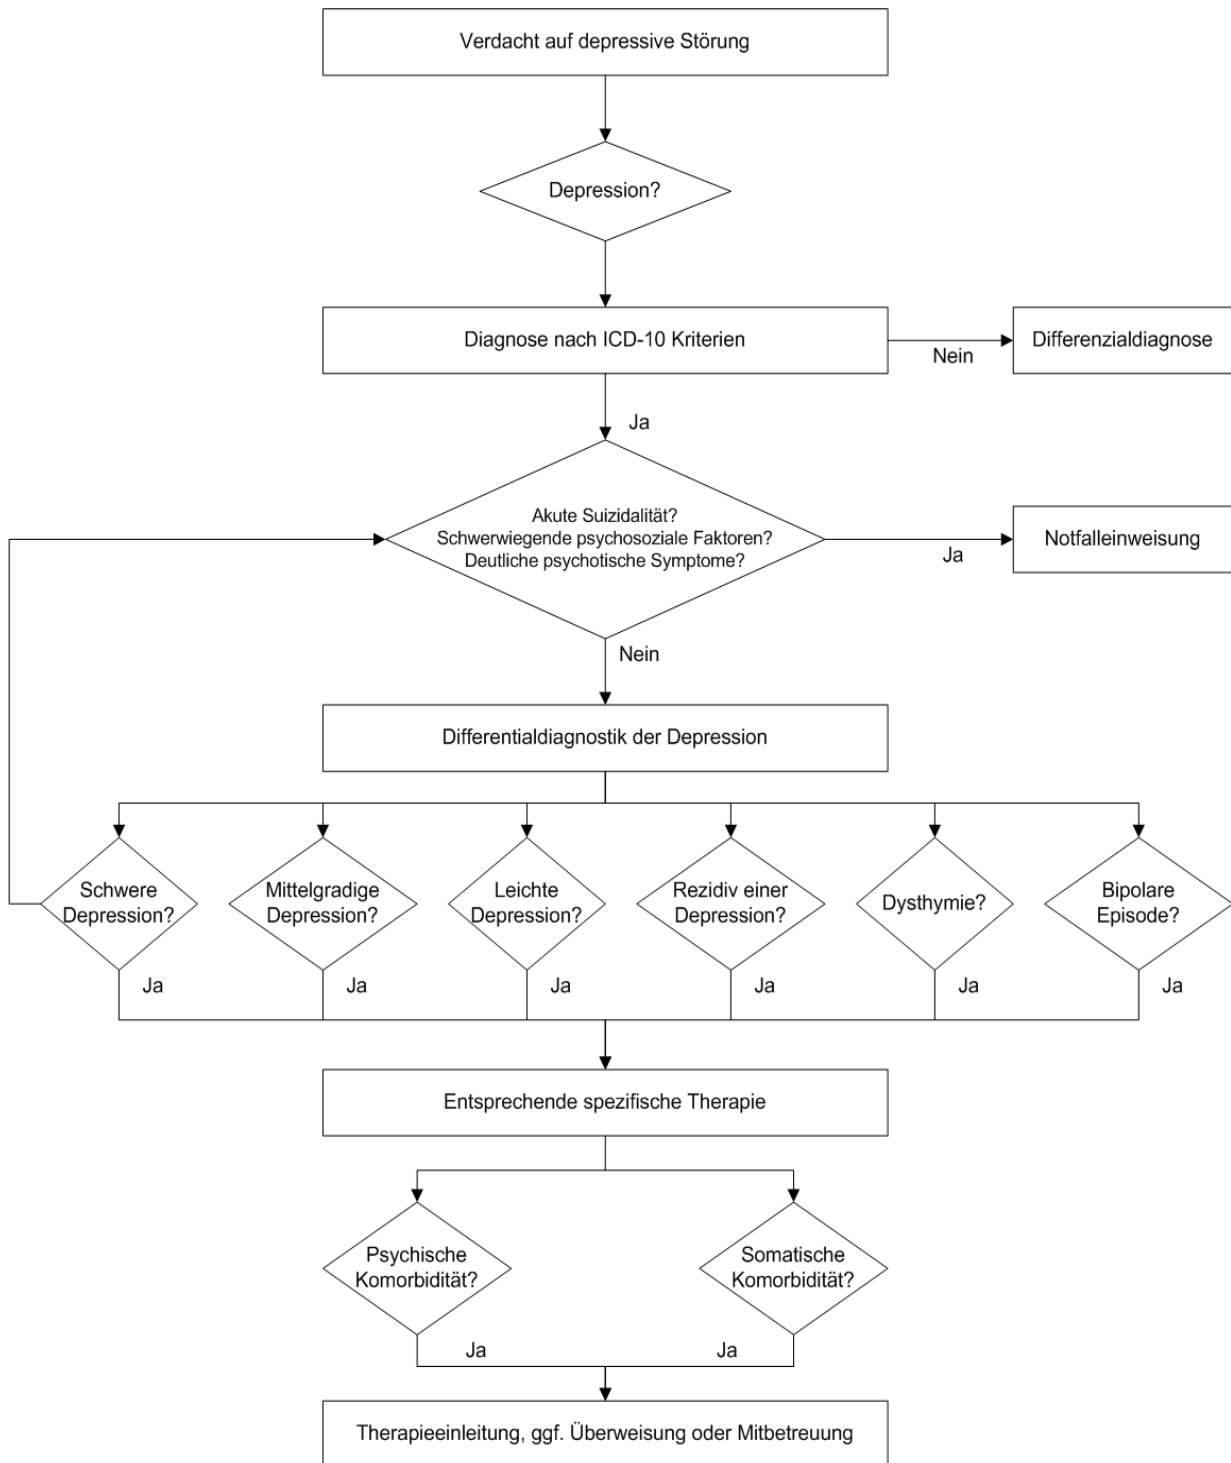 Verdacht auf depressive Störung
Depression?
Diagnose nach ICD-10 Kriterien
Nein
Differenzialdiagnose
Ja
Akute Suizidalität?
Schwerwiegende psychosoziale Faktoren?
Deutliche psychotische Symptome?
Ja
Notfalleinweisung
Nein
Differentialdiagnostik der Depression
Schwere
Depression?
Mittelgradige
Depression?
Leichte
Depression?
Rezidiv einer
Depression?
Dysthymie?
Bipolare
Episode?
Ja
Ja
Ja
Ja
Ja
Ja
Entsprechende spezifische Therapie
Psychische
Komorbidität?
Somatische
Komorbidität?
Ja
Ja
Therapieeinleitung, ggf. Überweisung oder Mitbetreuung